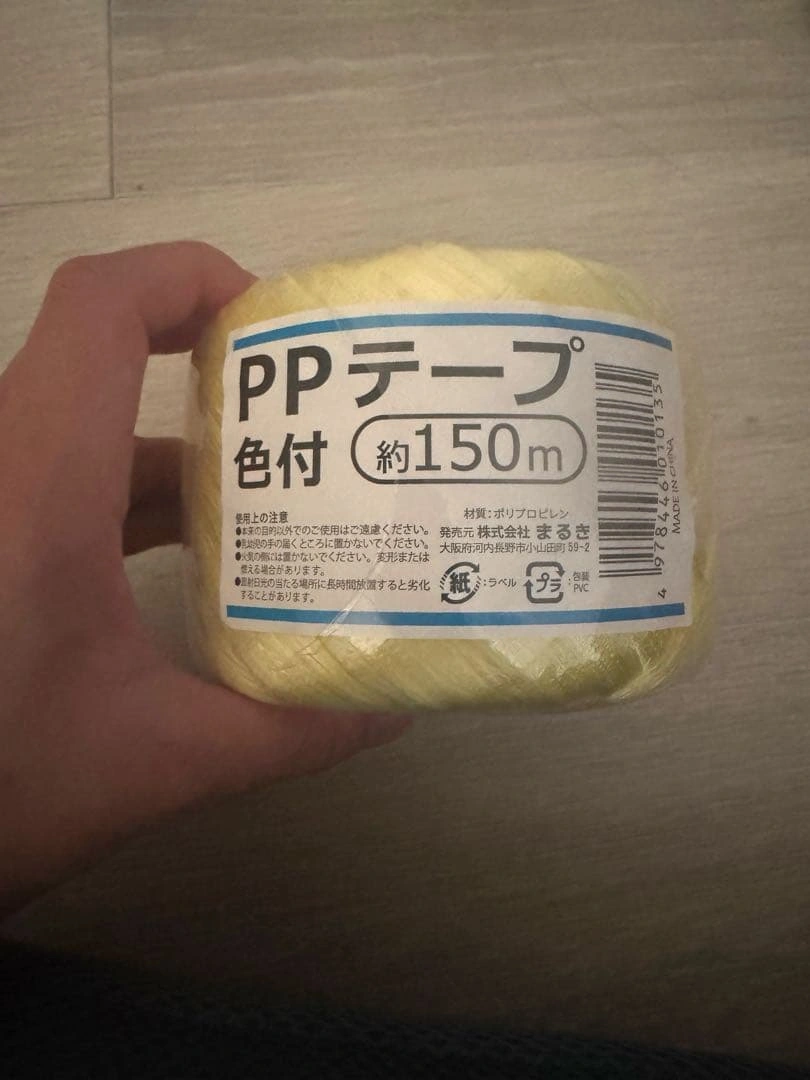 PPテープ
色付 約150m
使用上の注意
●本来の目的以外でのご使用はご遠慮ください。
●乳幼児の手の届くところに置かないでください。
●火気の側には置かないでください。変形または
燃える場合があります。
●直射日光の当たる場所に長時間放置すると劣化
することがあります。
材質:ポリプロピレン
発売元 株式会社 まるき
大阪府河内長野市小山田町59-2
紙:ラベル プラ:包装
PVC
4978446010135
MADE IN CHINA